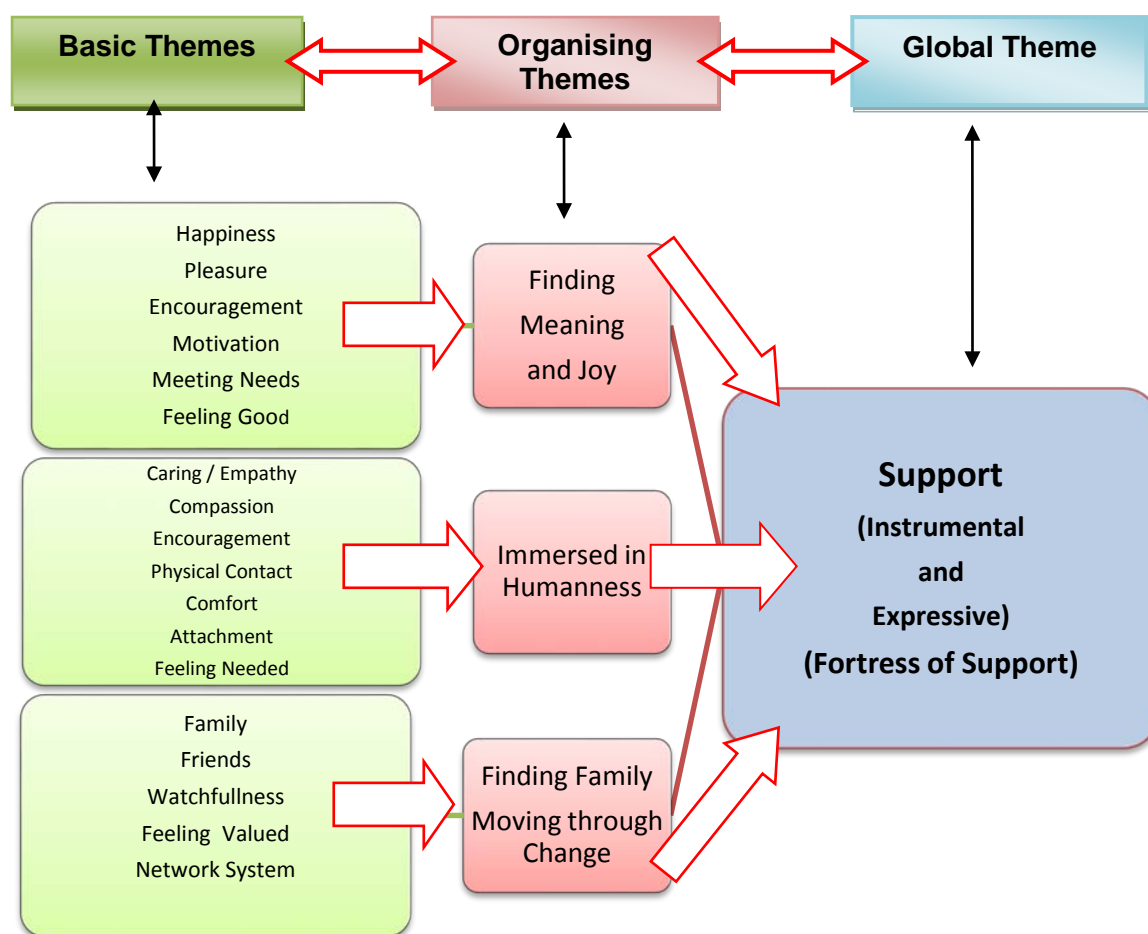 Basic Themes
Organising
Themes
Global Theme
Happiness
Pleasure
Encouragement
Motivation
Meeting Needs
Feeling Good
Finding
Meaning
and Joy
Caring / Empathy
Compassion
Encouragement
Physical Contact
Comfort
Attachment
Feeling Needed
Immersed in
Humanness
Family
Friends
Watchfullness
Feeling Valued
Network System
Finding Family
Moving through
Change
Support
(Instrumental
and
Expressive)
(Fortress of Support)